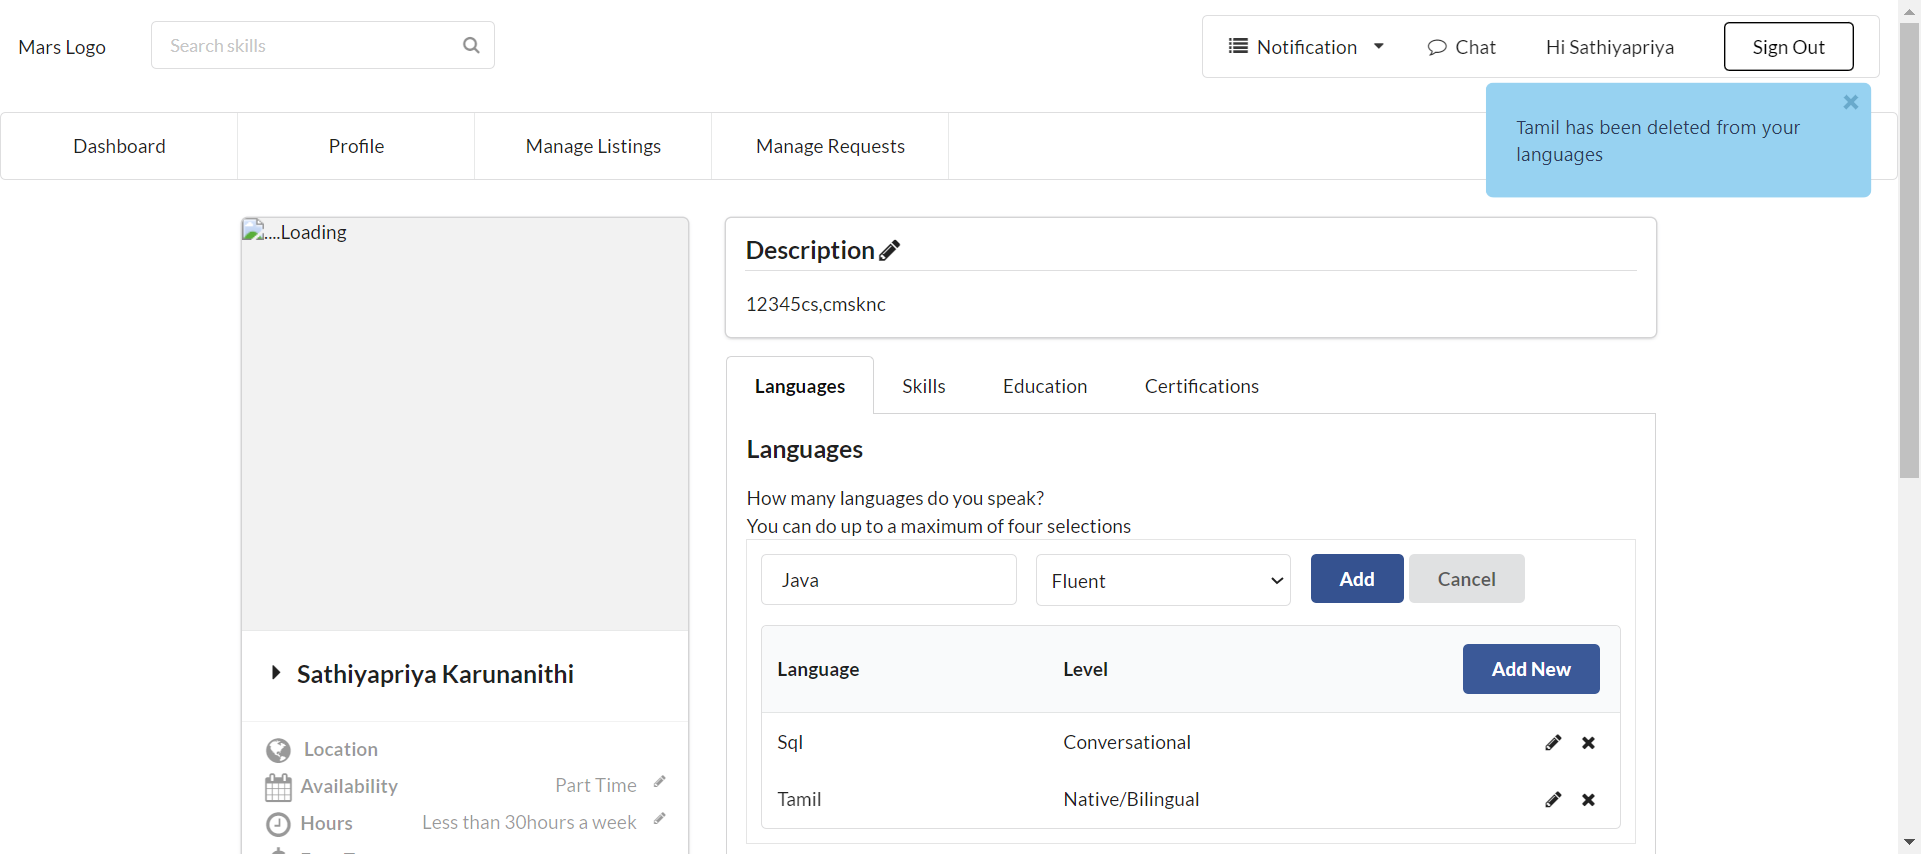 Mars Logo
Search skills
Notification
Chat
Hi Sathiyapriya
Sign Out
Tamil has been deleted from your
languages
Dashboard
Profile
Manage Listings
Manage Requests
....Loading
Description
12345cs,cmsknc
Languages
Skills
Education
Certifications
Languages
How many languages do you speak?
You can do up to a maximum of four selections
Java
Fluent
Add
Cancel
Language
Level
Add New
Sql
Conversational
Tamil
Native/Bilingual
Sathiyapriya Karunanithi
Location
Availability
Part Time
Hours
Less than 30hours a week